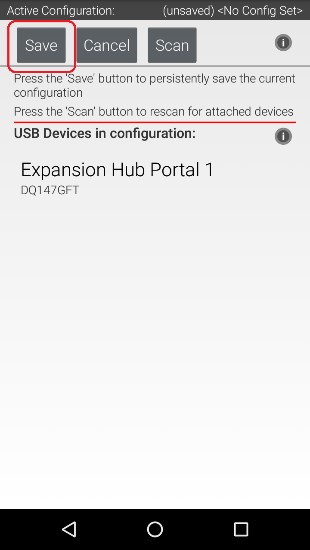 Active Configuration: (unsaved) <No Config Set>
Save Cancel Scan
Press the 'Save' button to persistently save the current
configuration
Press the 'Scan' button to rescan for attached devices
USB Devices in configuration:
Expansion Hub Portal 1
DQ147GFT